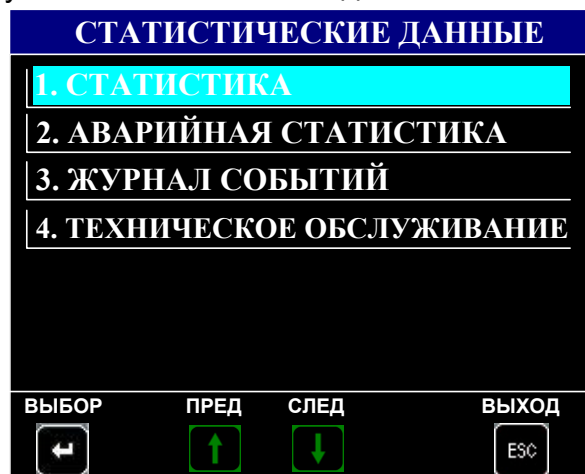 СТАТИСТИЧЕСКИЕ ДАННЫЕ
1. СТАТИСТИКА
2. АВАРИЙНАЯ СТАТИСТИКА
3. ЖУРНАЛ СОБЫТИЙ
4. ТЕХНИЧЕСКОЕ ОБСЛУЖИВАНИЕ
ВЫБОР ПРЕД СЛЕД ВЫХОД
ESC